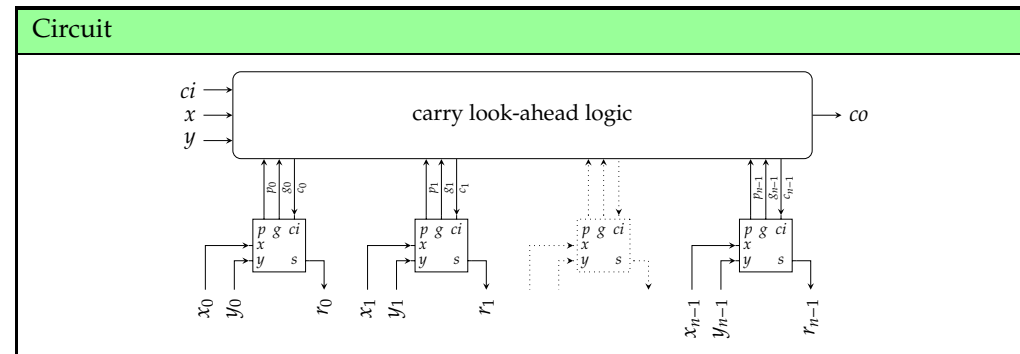 Circuit
ci
x
y
carry look-ahead logic
co
p₀ g₀ c₀ p₁ g₁ c₁ pₙ₋₁ gₙ₋₁ cₙ₋₁
p g ci p g ci p g ci p g ci
x x x x
y s y s y s y s
x₀ y₀ r₀ x₁ y₁ r₁ xₙ₋₁ yₙ₋₁ rₙ₋₁